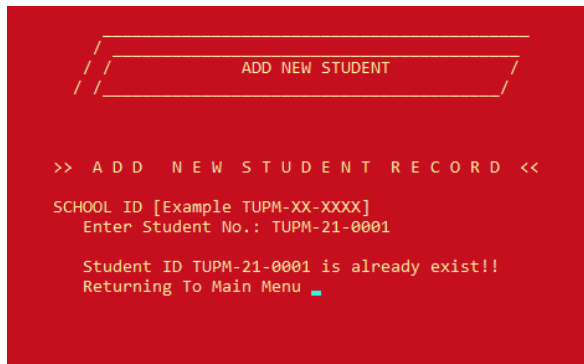 ADD NEW STUDENT
>> A D D   N E W   S T U D E N T   R E C O R D <<
SCHOOL ID [Example TUPM-XX-XXXX]
Enter Student No.: TUPM-21-0001
Student ID TUPM-21-0001 is already exist!!
Returning To Main Menu